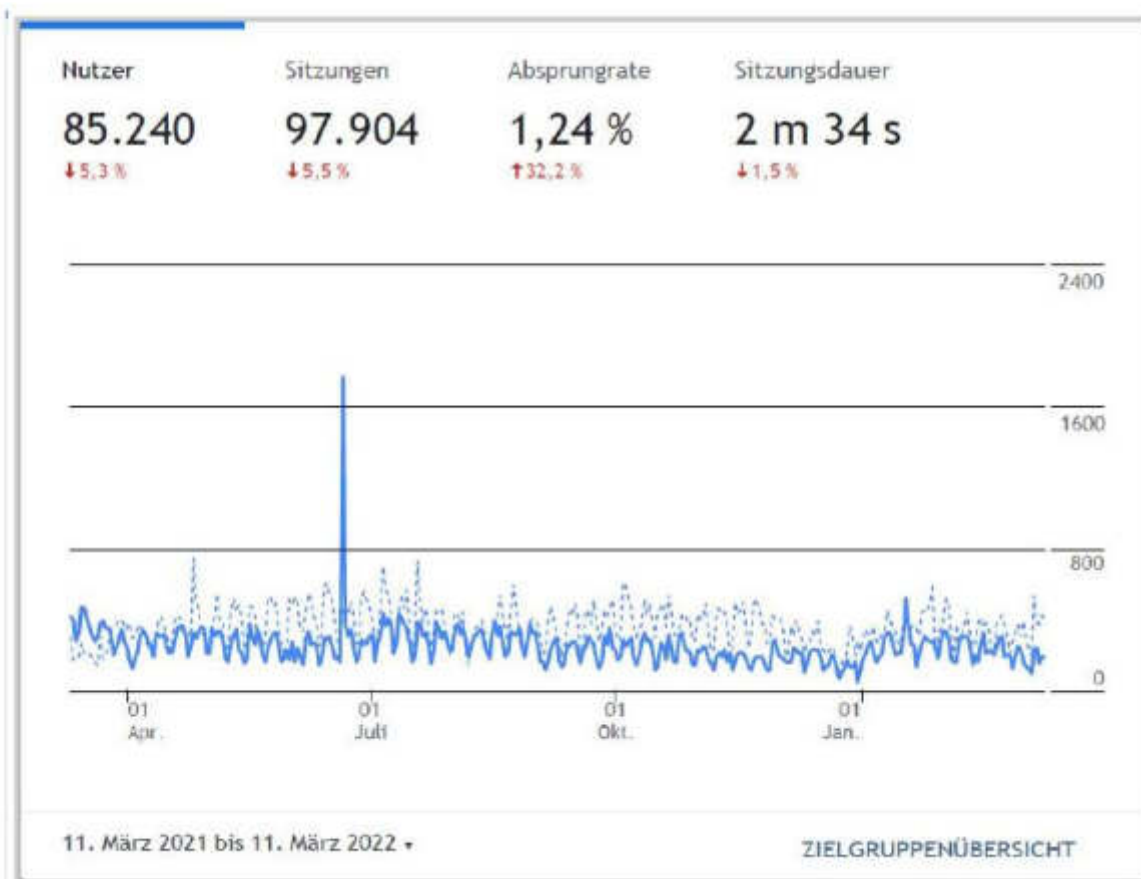 Nutzer Sitzungen Absprungrate Sitzungsdauer
85.240 97.904 1,24 % 2 m 34 s
↓5,3 % ↓5,5 % ↑32,2 % ↓1,5 %
2400
1600
800
0
01 01 01 01
Apr. Juli Okt. Jan.
11. März 2021 bis 11. März 2022 ▾ ZIELGRUPPENÜBERSICHT